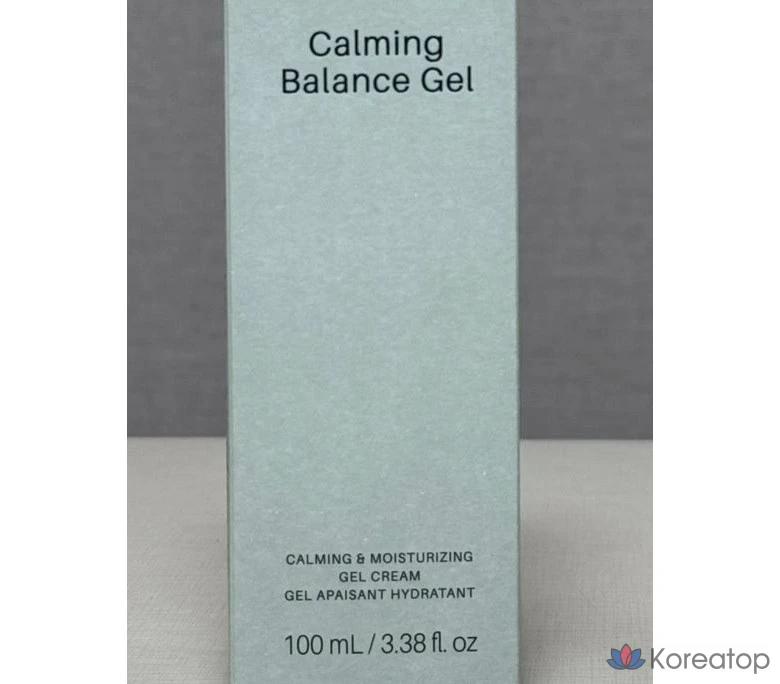 Calming
Balance Gel
CALMING & MOISTURIZING
GEL CREAM
GEL APAISANT HYDRATANT
100 mL / 3.38 fl. oz
Koreatop